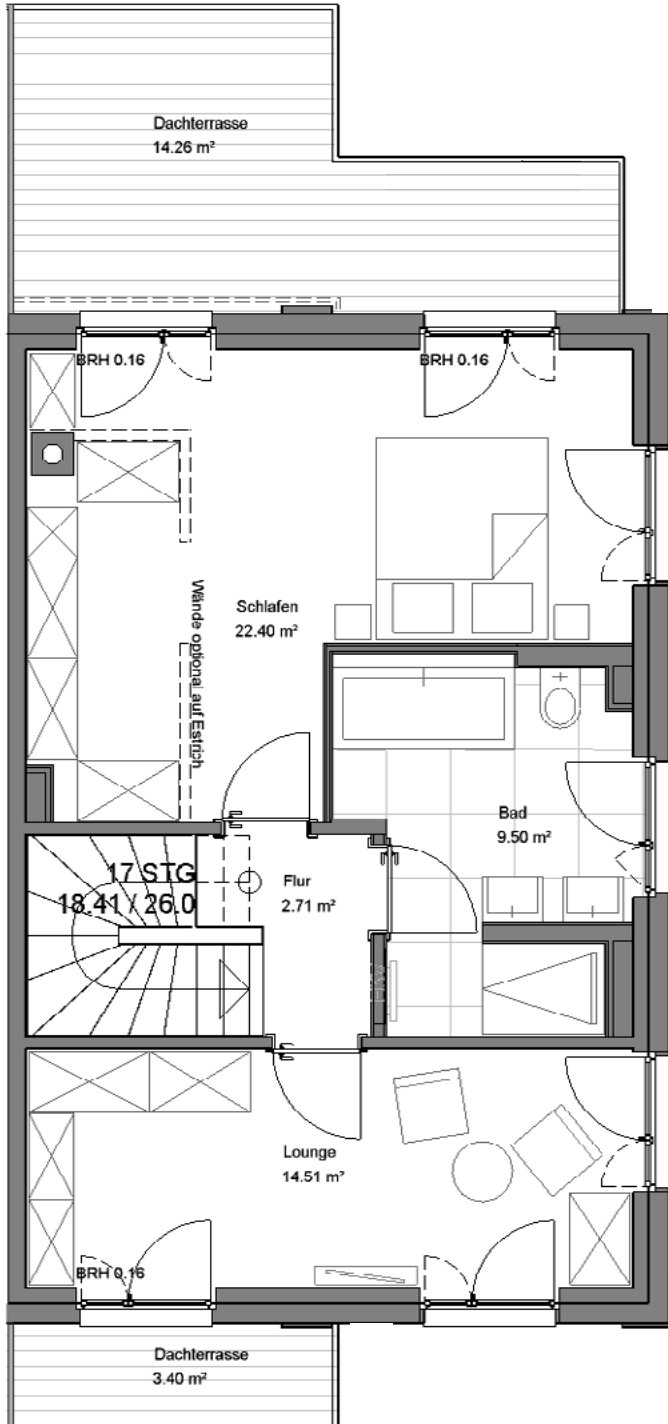 Dachterrasse
14.26 m²
BRH 0.16
BRH 0.16
Schlafen
22.40 m²
Wände optional auf Estrich
Bad
9.50 m²
17 STG
18.41 / 26.0
Flur
2.71 m²
HKV
Lounge
14.51 m²
BRH 0.16
Dachterrasse
3.40 m²